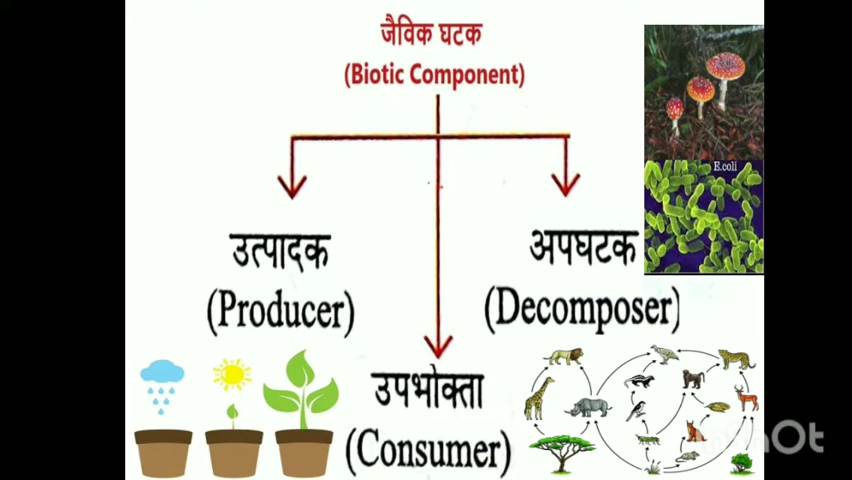 जैविक घटक
(Biotic Component)
E.coli
उत्पादक
(Producer)
अपघटक
(Decomposer)
उपभोक्ता
(Consumer)